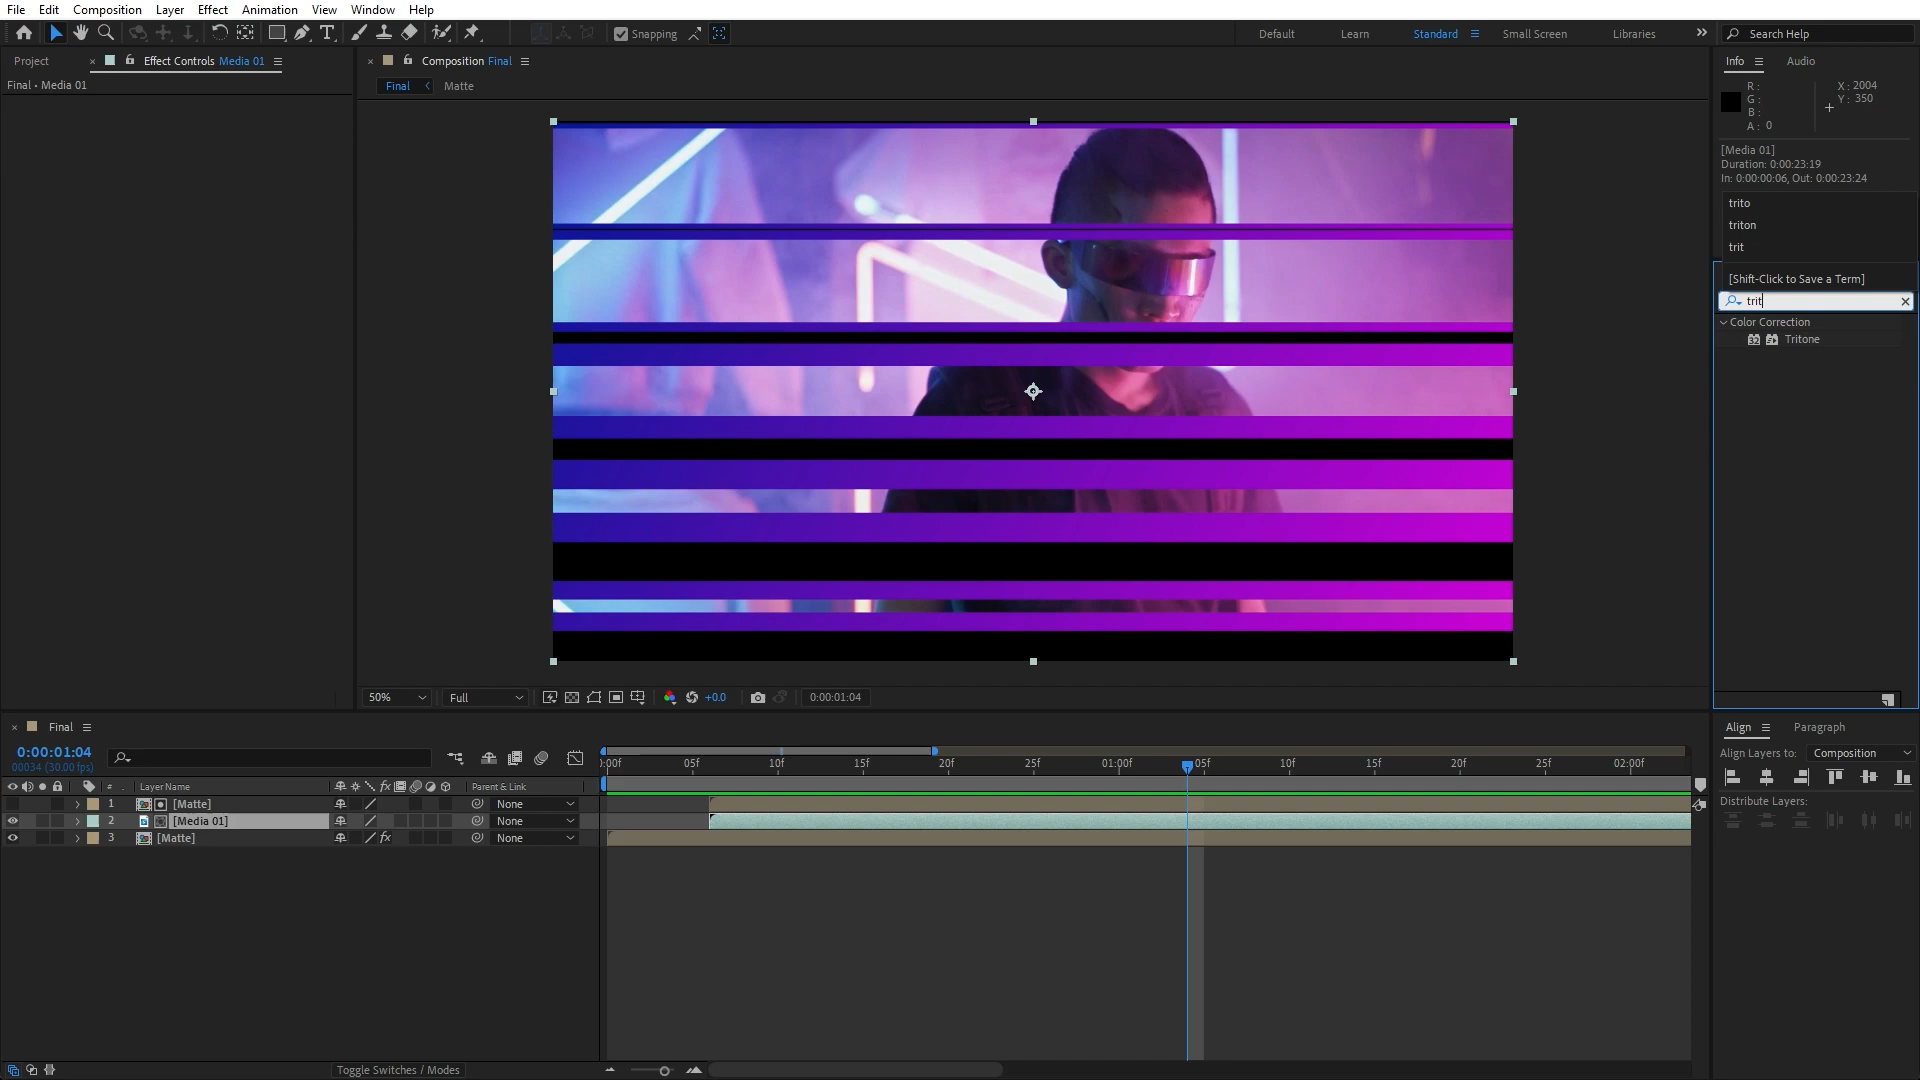 File Edit Composition Layer Effect Animation View Window Help
Snapping
Default Learn Standard Small Screen Libraries
Search Help
Project
Effect Controls Media 01
Final • Media 01
Composition Final
Final
Matte
Info
Audio
R :
G :
B :
A : 0
X : 2004
Y : 350
[Media 01]
Duration: 0:00:23:19
In: 0:00:00:06, Out: 0:00:23:24
trito
triton
trit
[Shift-Click to Save a Term]
trit
Color Correction
32 Tritone
50%
Full
+0.0
0:00:01:04
Final
0:00:01:04
00034 (30.00 fps)
:00f 05f 10f 15f 20f 25f 01:00f 05f 10f 15f 20f 25f 02:00f
# . Layer Name fx Parent & Link
1 [Matte] None
2 [Media 01] None
3 [Matte] fx None
Toggle Switches / Modes
Align
Paragraph
Align Layers to: Composition
Distribute Layers: